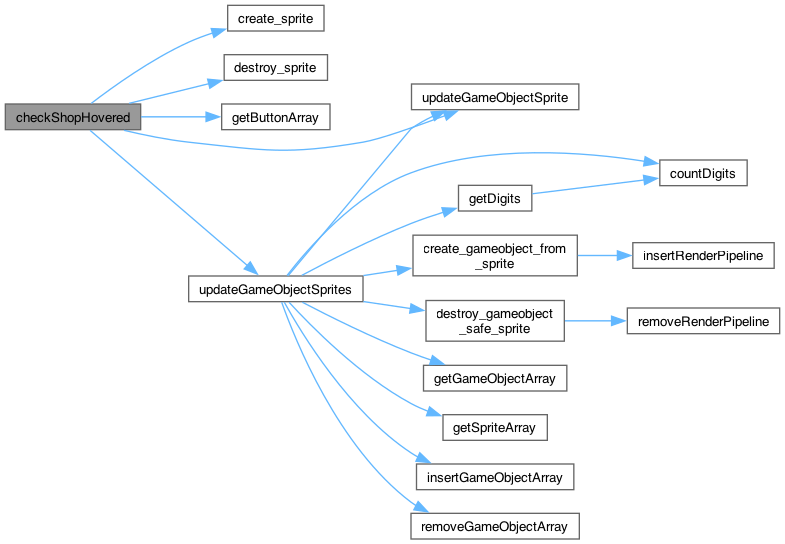 create_sprite
destroy_sprite
updateGameObjectSprite
checkShopHovered
getButtonArray
countDigits
getDigits
create_gameobject_from
_sprite
insertRenderPipeline
updateGameObjectSprites
destroy_gameobject
_safe_sprite
removeRenderPipeline
getGameObjectArray
getSpriteArray
insertGameObjectArray
removeGameObjectArray